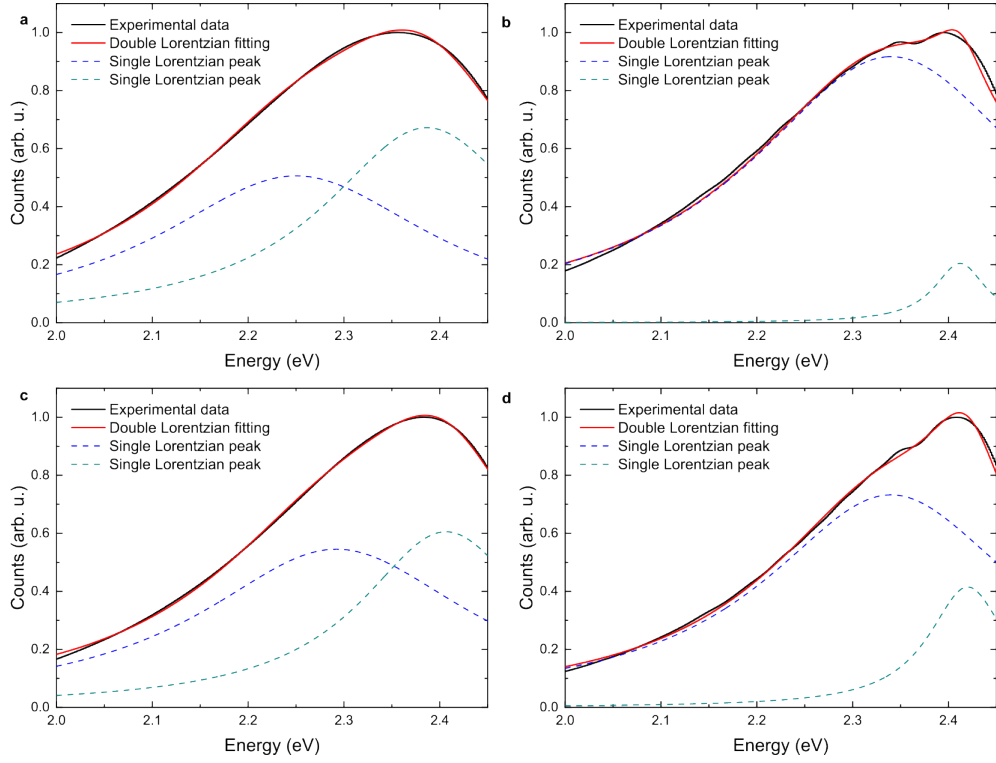 a
Experimental data
Double Lorentzian fitting
Single Lorentzian peak
Single Lorentzian peak
Counts (arb. u.)
1.0
0.8
0.6
0.4
0.2
0.0
2.0 2.1 2.2 2.3 2.4
Energy (eV)
b
Experimental data
Double Lorentzian fitting
Single Lorentzian peak
Single Lorentzian peak
Counts (arb. u.)
1.0
0.8
0.6
0.4
0.2
0.0
2.0 2.1 2.2 2.3 2.4
Energy (eV)
c
Experimental data
Double Lorentzian fitting
Single Lorentzian peak
Single Lorentzian peak
Counts (arb. u.)
1.0
0.8
0.6
0.4
0.2
0.0
2.0 2.1 2.2 2.3 2.4
Energy (eV)
d
Experimental data
Double Lorentzian fitting
Single Lorentzian peak
Single Lorentzian peak
Counts (arb. u.)
1.0
0.8
0.6
0.4
0.2
0.0
2.0 2.1 2.2 2.3 2.4
Energy (eV)